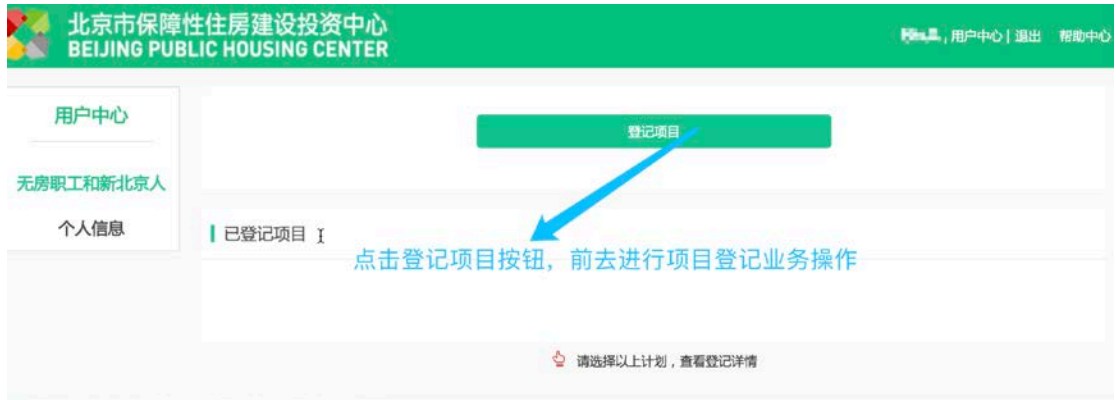 北京市保障性住房建设投资中心
BEIJING PUBLIC HOUSING CENTER
, 用户中心 | 退出 帮助中心
用户中心
无房职工和新北京人
个人信息
登记项目
已登记项目
点击登记项目按钮，前去进行项目登记业务操作
请选择以上计划，查看登记详情